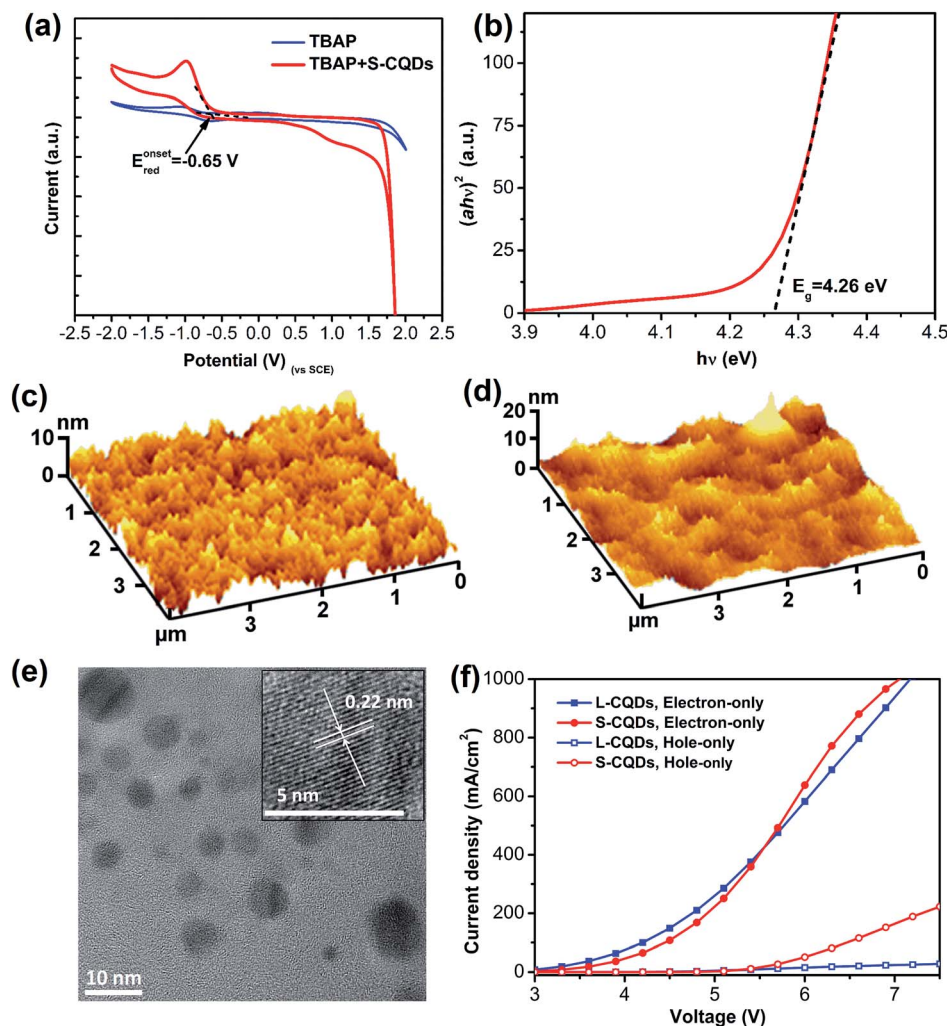 (a)
TBAP
TBAP+S-CQDs
E red onset =-0.65 V
Current (a.u.)
-2.5 -2.0 -1.5 -1.0 -0.5 0.0 0.5 1.0 1.5 2.0 2.5
Potential (V) (vs SCE)
(b)
100
75
50
25
0
(ahν)² (a.u.)
E g =4.26 eV
3.9 4.0 4.1 4.2 4.3 4.4 4.5
hν (eV)
(c)
nm
10
0
1
2
3
µm
3
2
1
0
(d)
nm
20
10
0
1
2
3
µm
3
2
1
0
(e)
0.22 nm
5 nm
10 nm
(f)
1000
800
600
400
200
0
Current density (mA/cm²)
L-CQDs, Electron-only
S-CQDs, Electron-only
L-CQDs, Hole-only
S-CQDs, Hole-only
3 4 5 6 7
Voltage (V)